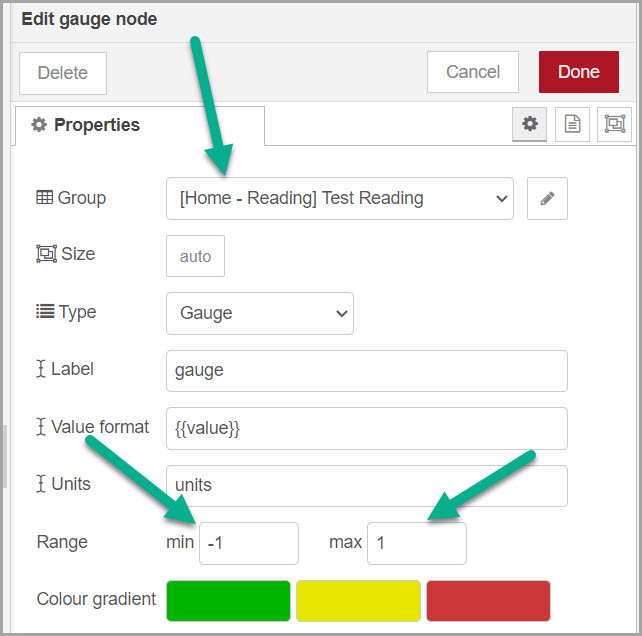 Edit gauge node
Delete Cancel Done
Properties
Group [Home - Reading] Test Reading
Size auto
Type Gauge
Label gauge
Value format {{value}}
Units units
Range min -1 max 1
Colour gradient